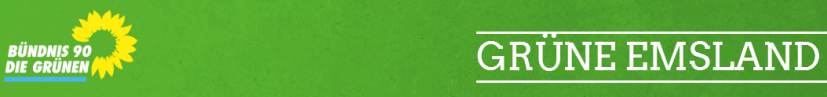 BÜNDNIS 90
DIE GRÜNEN
GRÜNE EMSLAND